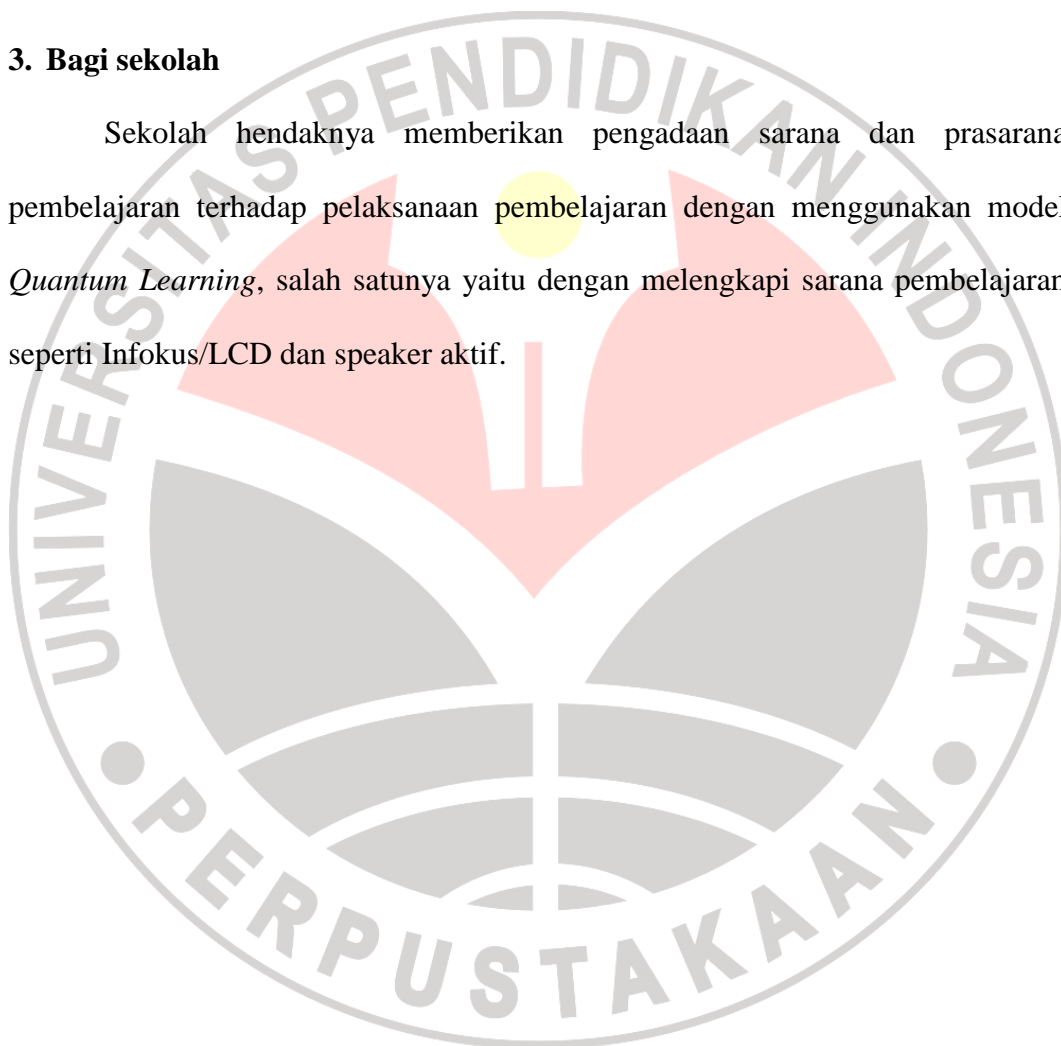 3. Bagi sekolah
Sekolah hendaknya memberikan pengadaan sarana dan prasarana
pembelajaran terhadap pelaksanaan pembelajaran dengan menggunakan model
Quantum Learning, salah satunya yaitu dengan melengkapi sarana pembelajaran
seperti Infokus/LCD dan speaker aktif.
UNIVERSITAS PENDIDIKAN INDONESIA
PERPUSTAKAAN